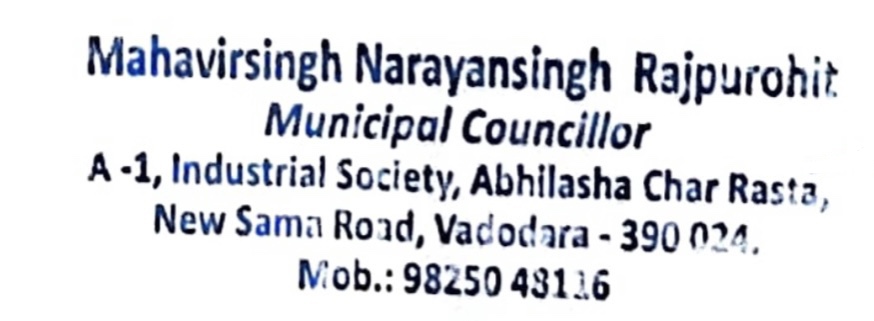 Mahavirsingh Narayansingh Rajpurohit
Municipal Councillor
A -1, Industrial Society, Abhilasha Char Rasta,
New Sama Road, Vadodara - 390 024.
Mob.: 98250 48116